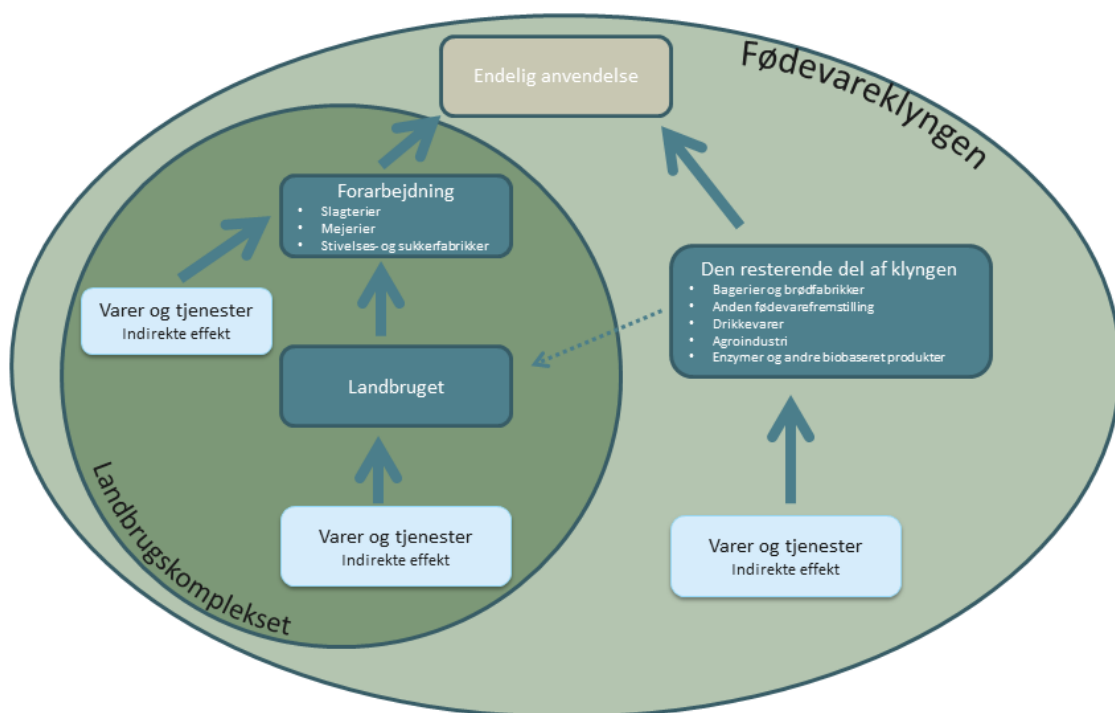 Fødevareklyngen
Endelig anvendelse
Forarbejdning
• Slagterier
• Mejerier
• Stivelses- og sukkerfabrikker
Varer og tjenester
Indirekte effekt
Landbruget
Varer og tjenester
Indirekte effekt
Landbrugskomplekset
Den resterende del af klyngen
• Bagerier og brødfabrikker
• Anden fødevarefremstilling
• Drikkevarer
• Agroindustri
• Enzymer og andre biobaseret produkter
Varer og tjenester
Indirekte effekt